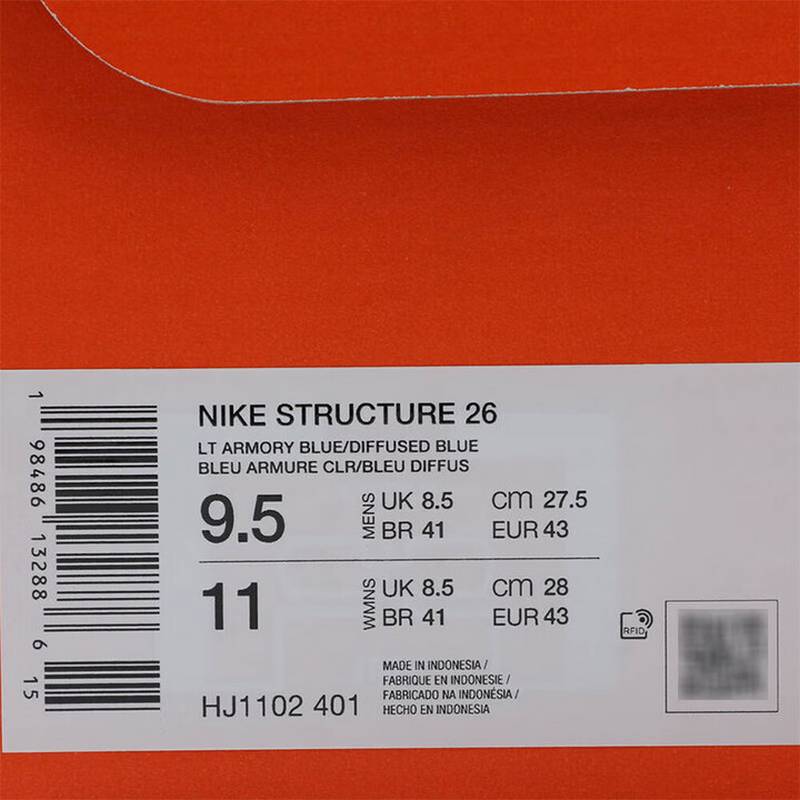 NIKE STRUCTURE 26
LT ARMORY BLUE/DIFFUSED BLUE
BLEU ARMURE CLR/BLEU DIFFUS
9.5 MENS UK 8.5 CM 27.5
BR 41 EUR 43
11 WMNS UK 8.5 CM 28
BR 41 EUR 43
HJ1102 401
MADE IN INDONESIA /
FABRIQUE EN INDONESIE /
FABRICADO NA INDONÉSIA /
HECHO EN INDONESIA
RFID
1 98486 13288 6 15